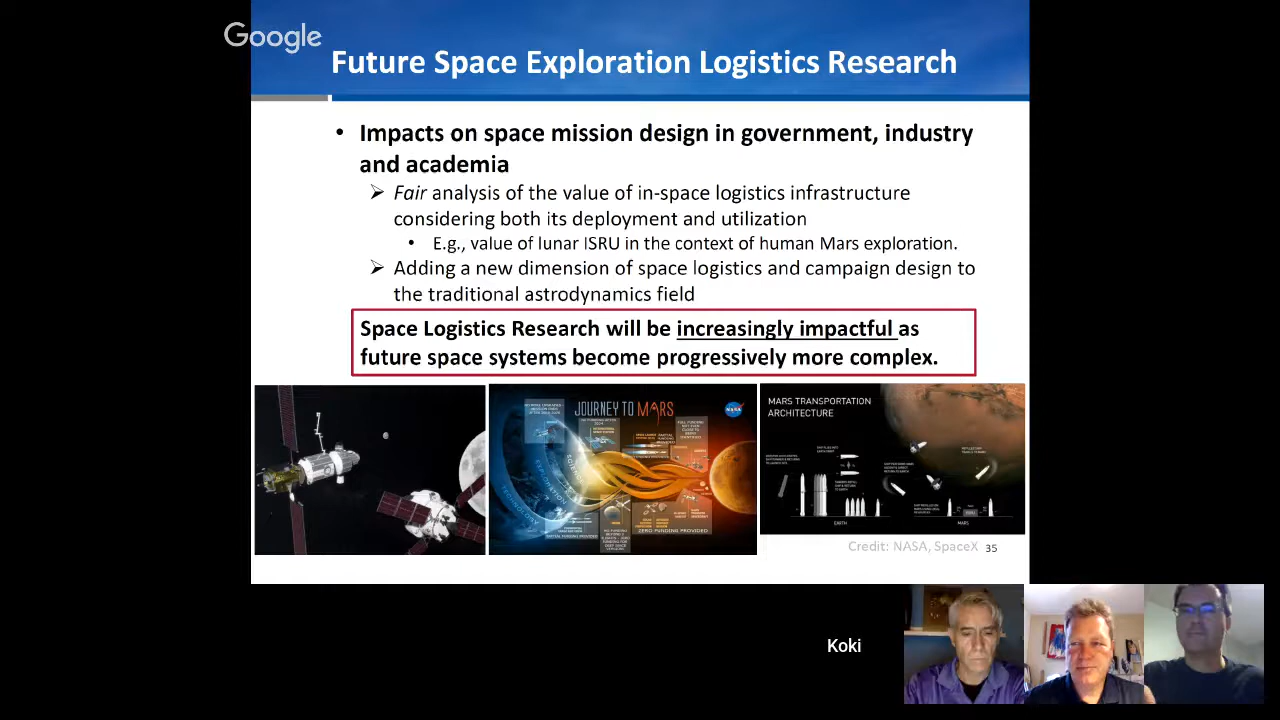 Google
Future Space Exploration Logistics Research
• Impacts on space mission design in government, industry
and academia
➢ Fair analysis of the value of in-space logistics infrastructure
considering both its deployment and utilization
• E.g., value of lunar ISRU in the context of human Mars exploration.
➢ Adding a new dimension of space logistics and campaign design to
the traditional astrodynamics field
Space Logistics Research will be increasingly impactful as
future space systems become progressively more complex.
JOURNEY TO MARS
NASA
ZERO FUNDING PROVIDED
MARS TRANSPORTATION
ARCHITECTURE
EARTH
MARS
Credit: NASA, SpaceX 35
Koki